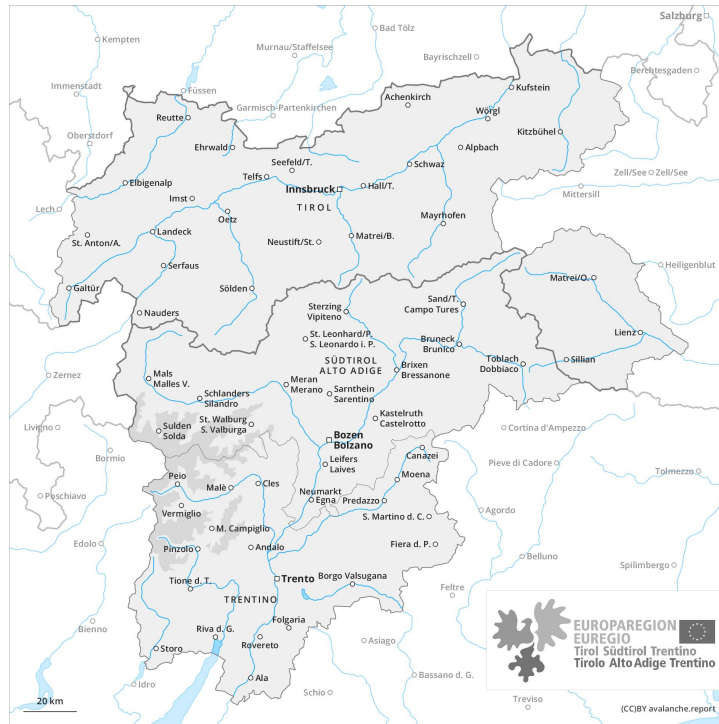 Salzburg
Kempten
Bad Tölz
Murnau/Staffelsee
Bayrischzell
Berchtesgaden
Immenstadt
Füssen
Achenkirch
Kufstein
Garmisch-Partenkirchen
Reutte
Wörgl
Oberstdorf
Ehrwald
Kitzbühel
Alpbach
Seefeld/T.
Schwaz
Telfs
Zell/See
Zell/See
Elbigenalp
Innsbruck
Hall/T.
Mittersill
Imst
TIROL
Lech
Oetz
Mayrhofen
Landeck
St. Anton/A.
Neustift/St.
Matrei/B.
Serfaus
Heiligenblut
Matrei/O.
Galtür
Sölden
Sand/T.
Campo Tures
Nauders
Sterzing
Vipiteno
Lienz
St. Leonhard/P.
S. Leonardo i. P.
Bruneck
Brunico
SÜDTIROL
ALTO ADIGE
Toblach
Dobbiaco
Sillian
Zernez
Mals
Malles V.
Brixen
Bressanone
Meran
Merano
Sarnthein
Sarentino
Schlanders
Silandro
Kastelruth
Castelrotto
St. Walburg
S. Valburga
Livigno
Sulden
Solda
Cortina d'Ampezzo
Bozen
Bolzano
Bormio
Canazei
Leifers
Laives
Pieve di Cadore
Tolmezzo
Peio
Moena
Malè
Cles
Neumarkt
Egna
Poschiavo
Predazzo
Vermiglio
Agordo
S. Martino d. C.
M. Campiglio
Edolo
Fiera d. P.
Pinzolo
Andalo
Belluno
Spilimbergo
Trento
Borgo Valsugana
Tione d. T.
Feltre
TRENTINO
Folgaria
Bienno
Riva d. G.
Asiago
Storo
Rovereto
EUROPAREGION
EUREGIO
Tirol Südtirol Trentino
Tirolo Alto Adige Trentino
Bassano d. G.
Ala
Idro
Schio
Treviso
20 km
(CC)BY avalanche.report